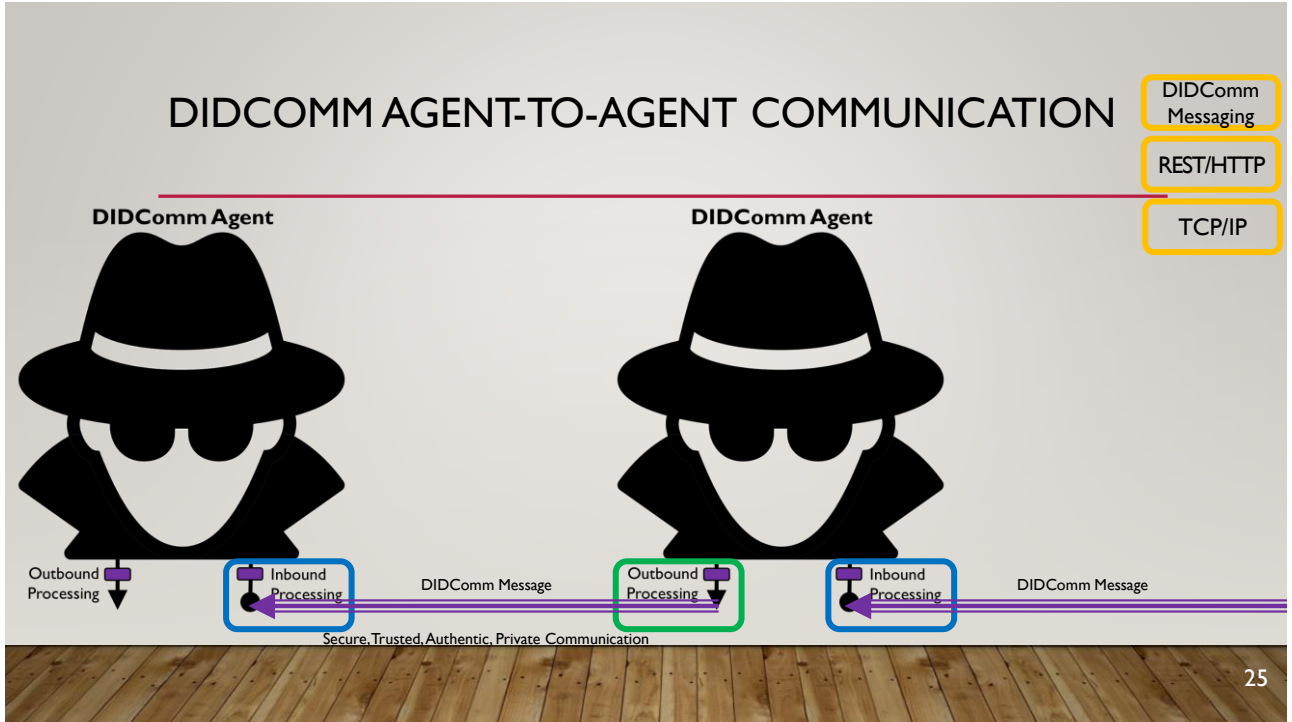 DIDCOMM AGENT-TO-AGENT COMMUNICATION
DIDComm
Messaging
REST/HTTP
TCP/IP
DIDComm Agent
DIDComm Agent
Outbound
Processing
Inbound
Processing
DIDComm Message
Outbound
Processing
Inbound
Processing
DIDComm Message
Secure, Trusted, Authentic, Private Communication
25